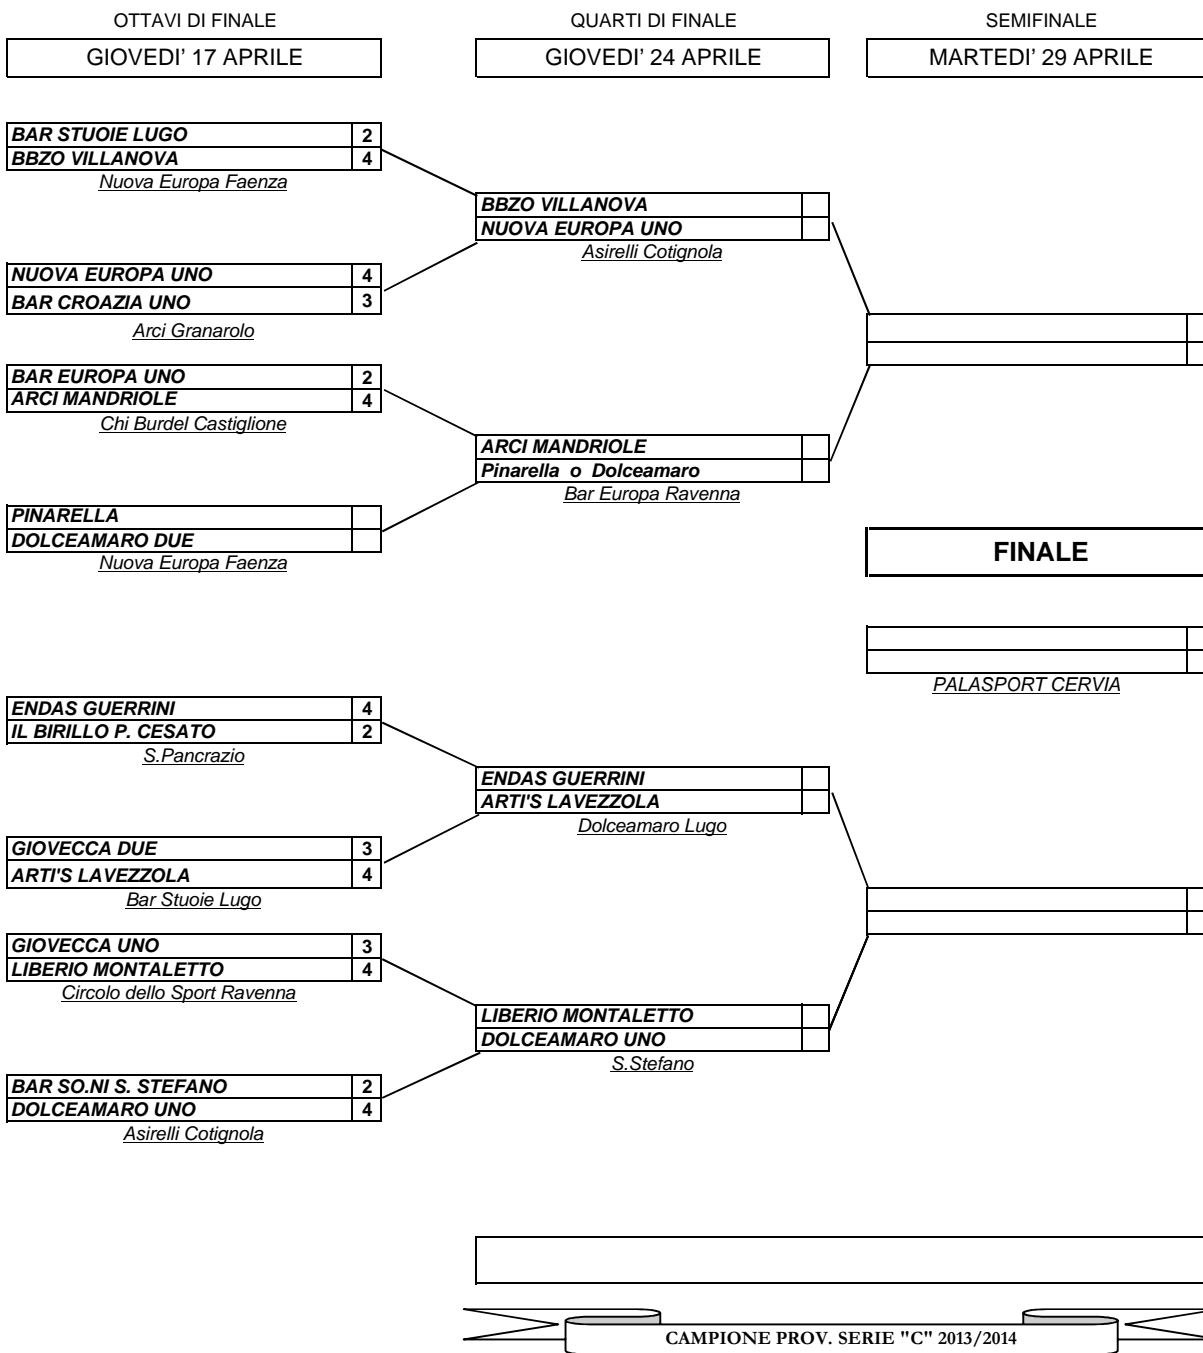 OTTAVI DI FINALE
QUARTI DI FINALE
SEMIFINALE
GIOVEDI’ 17 APRILE
GIOVEDI’ 24 APRILE
MARTEDI’ 29 APRILE
BAR STUOIE LUGO 2
BBZO VILLANOVA 4
Nuova Europa Faenza
BBZO VILLANOVA
NUOVA EUROPA UNO
Asirelli Cotignola
NUOVA EUROPA UNO 4
BAR CROAZIA UNO 3
Arci Granarolo
BAR EUROPA UNO 2
ARCI MANDRIOLE 4
Chi Burdel Castiglione
ARCI MANDRIOLE
Pinarella o Dolceamaro
Bar Europa Ravenna
PINARELLA
DOLCEAMARO DUE
Nuova Europa Faenza
FINALE
PALASPORT CERVIA
ENDAS GUERRINI 4
IL BIRILLO P. CESATO 2
S.Pancrazio
ENDAS GUERRINI
ARTI'S LAVEZZOLA
Dolceamaro Lugo
GIOVECCA DUE 3
ARTI'S LAVEZZOLA 4
Bar Stuoie Lugo
GIOVECCA UNO 3
LIBERIO MONTALETTO 4
Circolo dello Sport Ravenna
LIBERIO MONTALETTO
DOLCEAMARO UNO
S.Stefano
BAR SO.NI S. STEFANO 2
DOLCEAMARO UNO 4
Asirelli Cotignola
CAMPIONE PROV. SERIE "C" 2013/2014